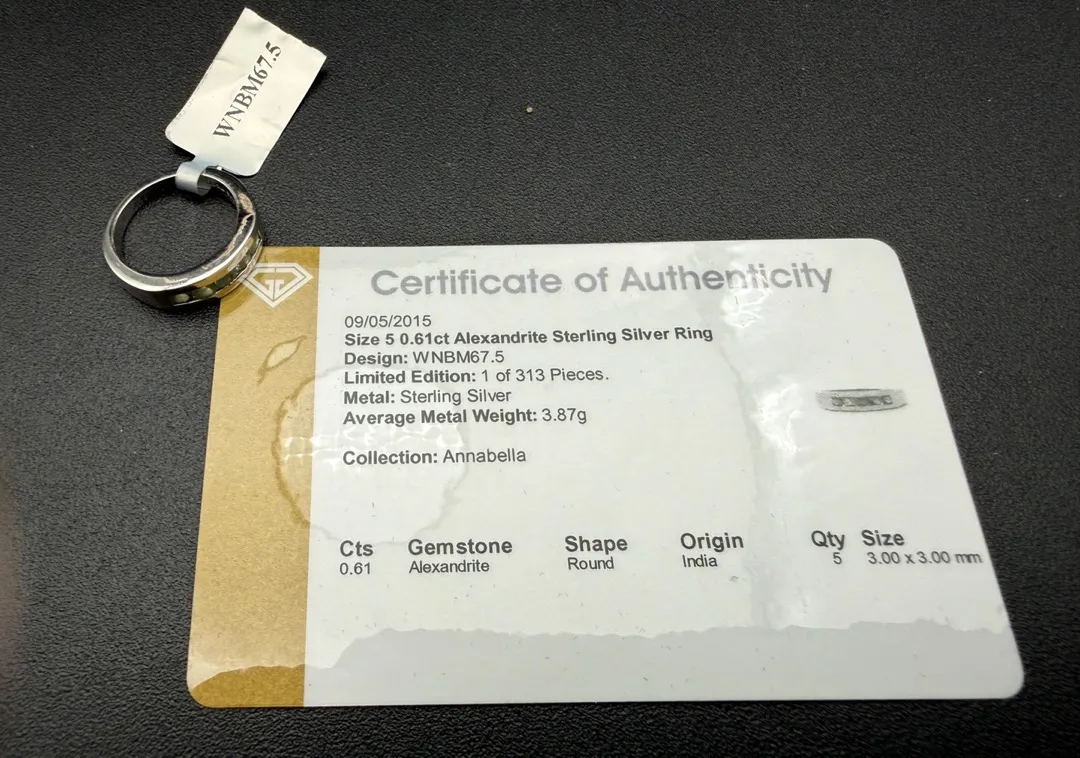 WNBM67.5
Certificate of Authenticity
09/05/2015
Size 5 0.61ct Alexandrite Sterling Silver Ring
Design: WNBM67.5
Limited Edition: 1 of 313 Pieces.
Metal: Sterling Silver
Average Metal Weight: 3.87g
Collection: Annabella
Cts Gemstone Shape Origin Qty Size
0.61 Alexandrite Round India 5 3.00 x 3.00 mm